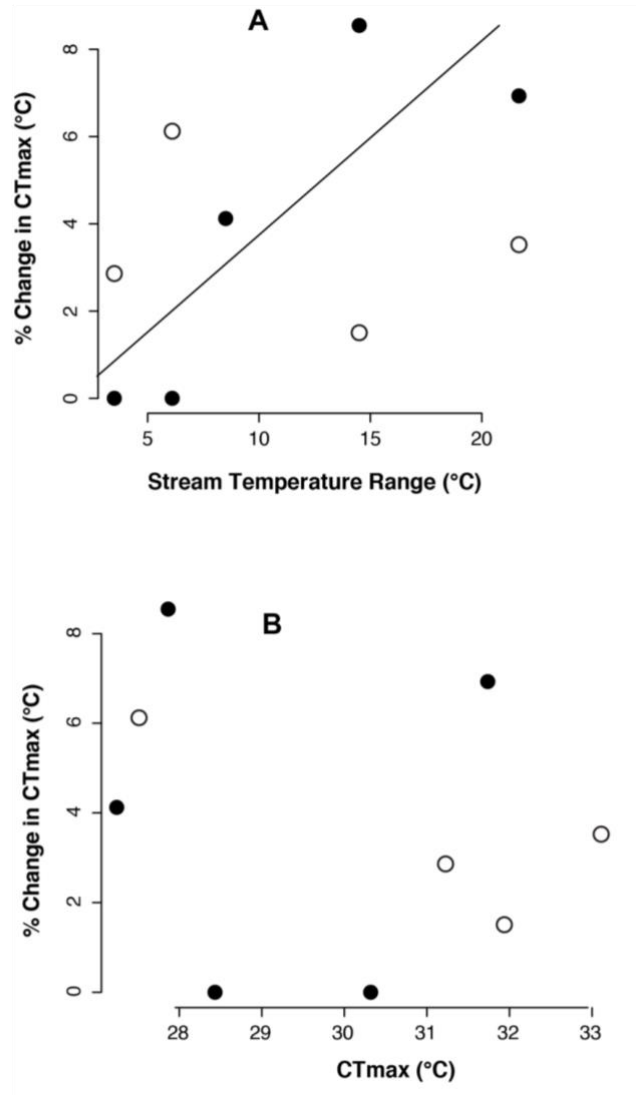 A
% Change in CTmax (°C)
8
6
4
2
0
5 10 15 20
Stream Temperature Range (°C)
B
% Change in CTmax (°C)
8
6
4
2
0
28 29 30 31 32 33
CTmax (°C)